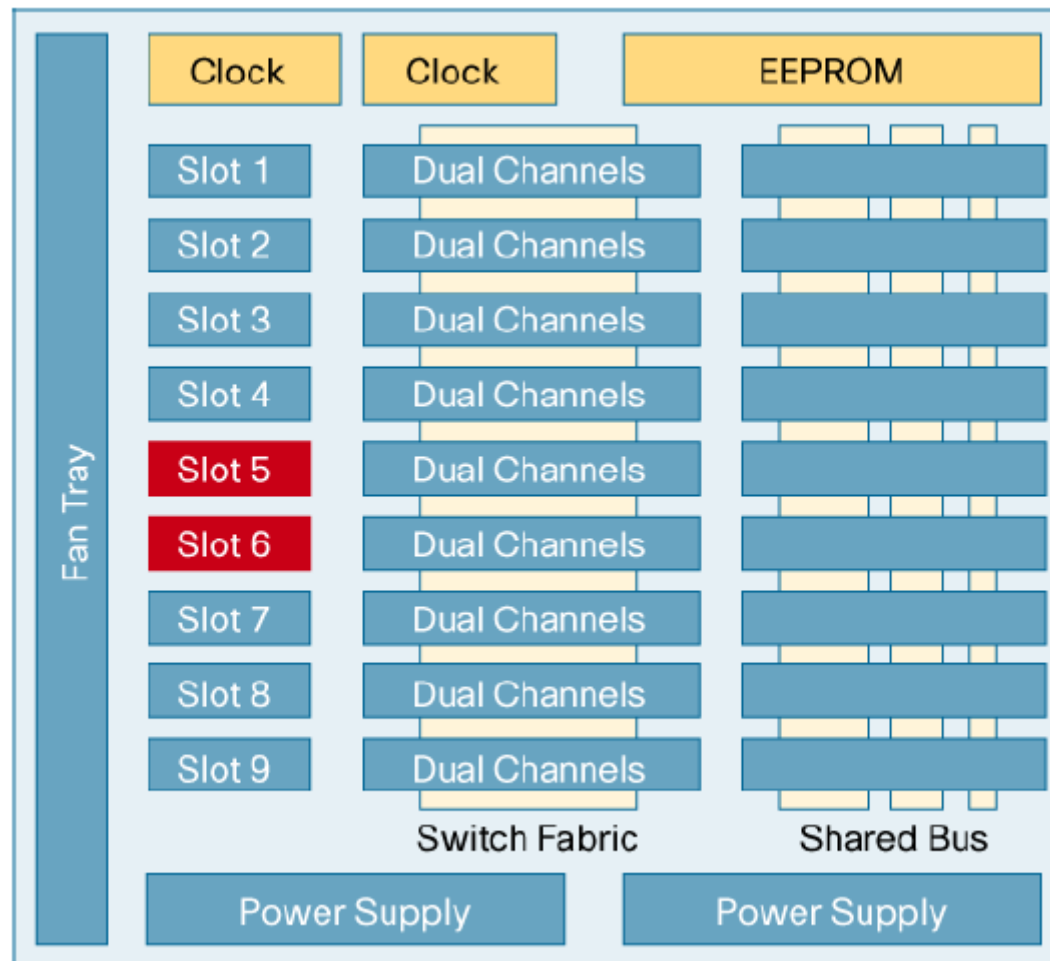 Clock Clock EEPROM
Slot 1 Dual Channels
Slot 2 Dual Channels
Slot 3 Dual Channels
Slot 4 Dual Channels
Slot 5 Dual Channels
Slot 6 Dual Channels
Slot 7 Dual Channels
Slot 8 Dual Channels
Slot 9 Dual Channels
Fan Tray
Switch Fabric Shared Bus
Power Supply Power Supply